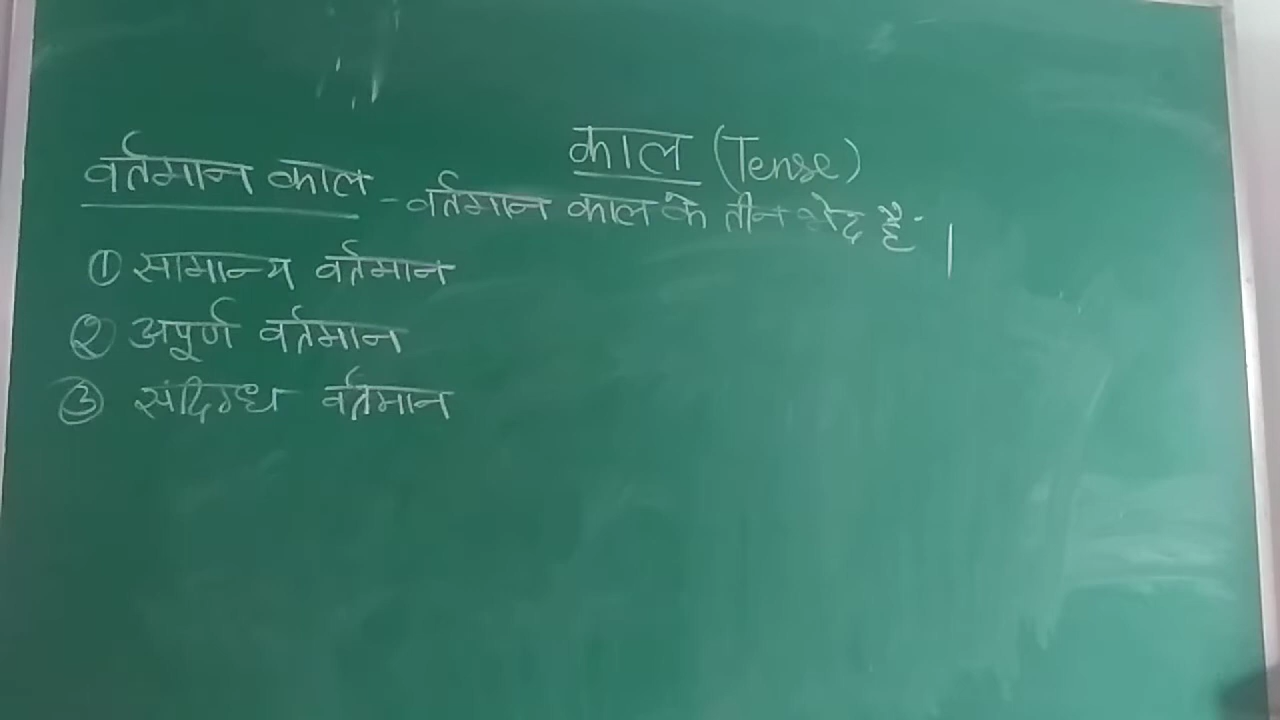 काल (Tense)
वर्तमान काल - वर्तमान काल के तीन भेद हैं ।
① सामान्य वर्तमान
② अपूर्ण वर्तमान
③ संदिग्ध वर्तमान